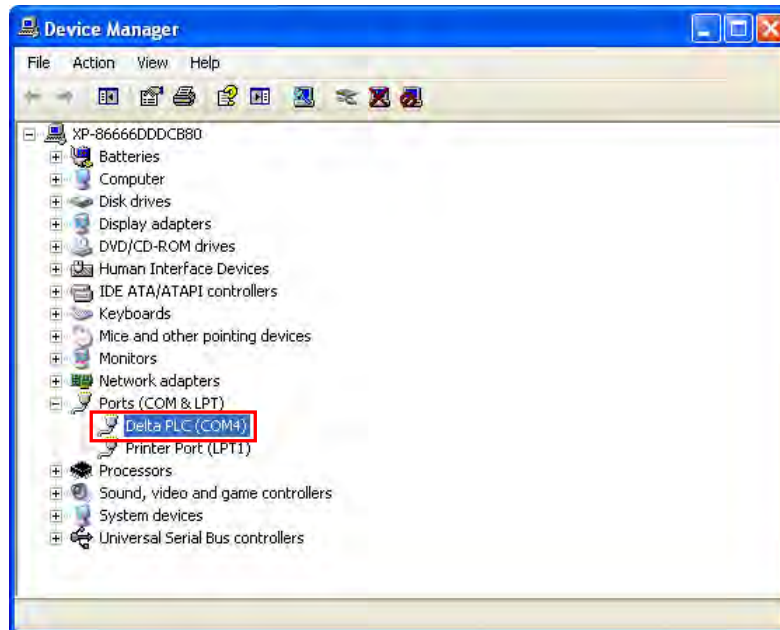 Device Manager
File Action View Help
XP-86666DDDCB80
Batteries
Computer
Disk drives
Display adapters
DVD/CD-ROM drives
Human Interface Devices
IDE ATA/ATAPI controllers
Keyboards
Mice and other pointing devices
Monitors
Network adapters
Ports (COM & LPT)
Delta PLC (COM4)
Printer Port (LPT1)
Processors
Sound, video and game controllers
System devices
Universal Serial Bus controllers